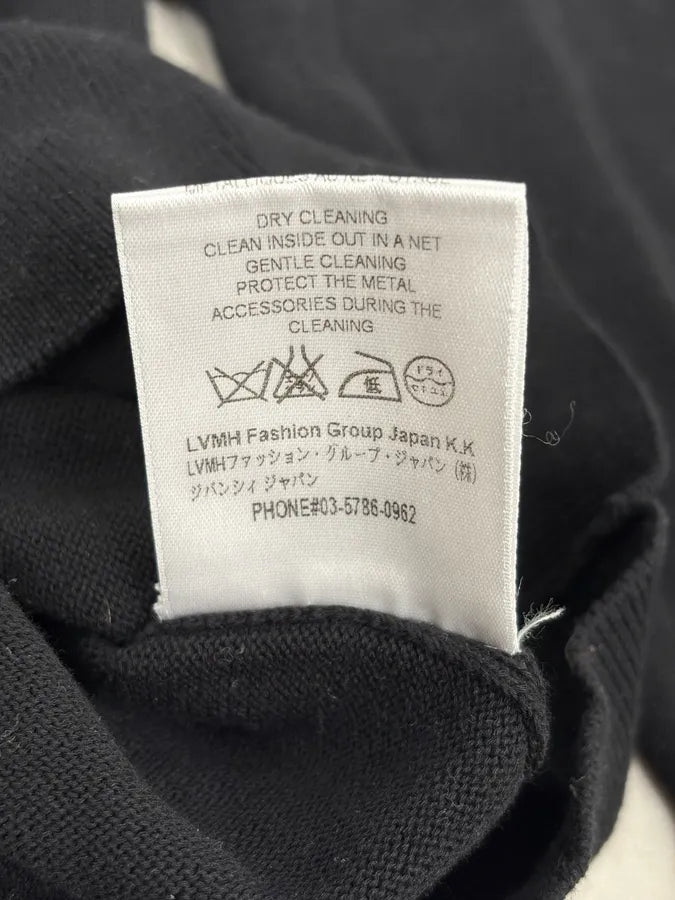 DRY CLEANING
CLEAN INSIDE OUT IN A NET
GENTLE CLEANING
PROTECT THE METAL
ACCESSORIES DURING THE
CLEANING
低 ドライ
LVMH Fashion Group Japan K.K
LVMHファッション・グループ・ジャパン (株)
ジバンシィ ジャパン
PHONE#03-5786-0962